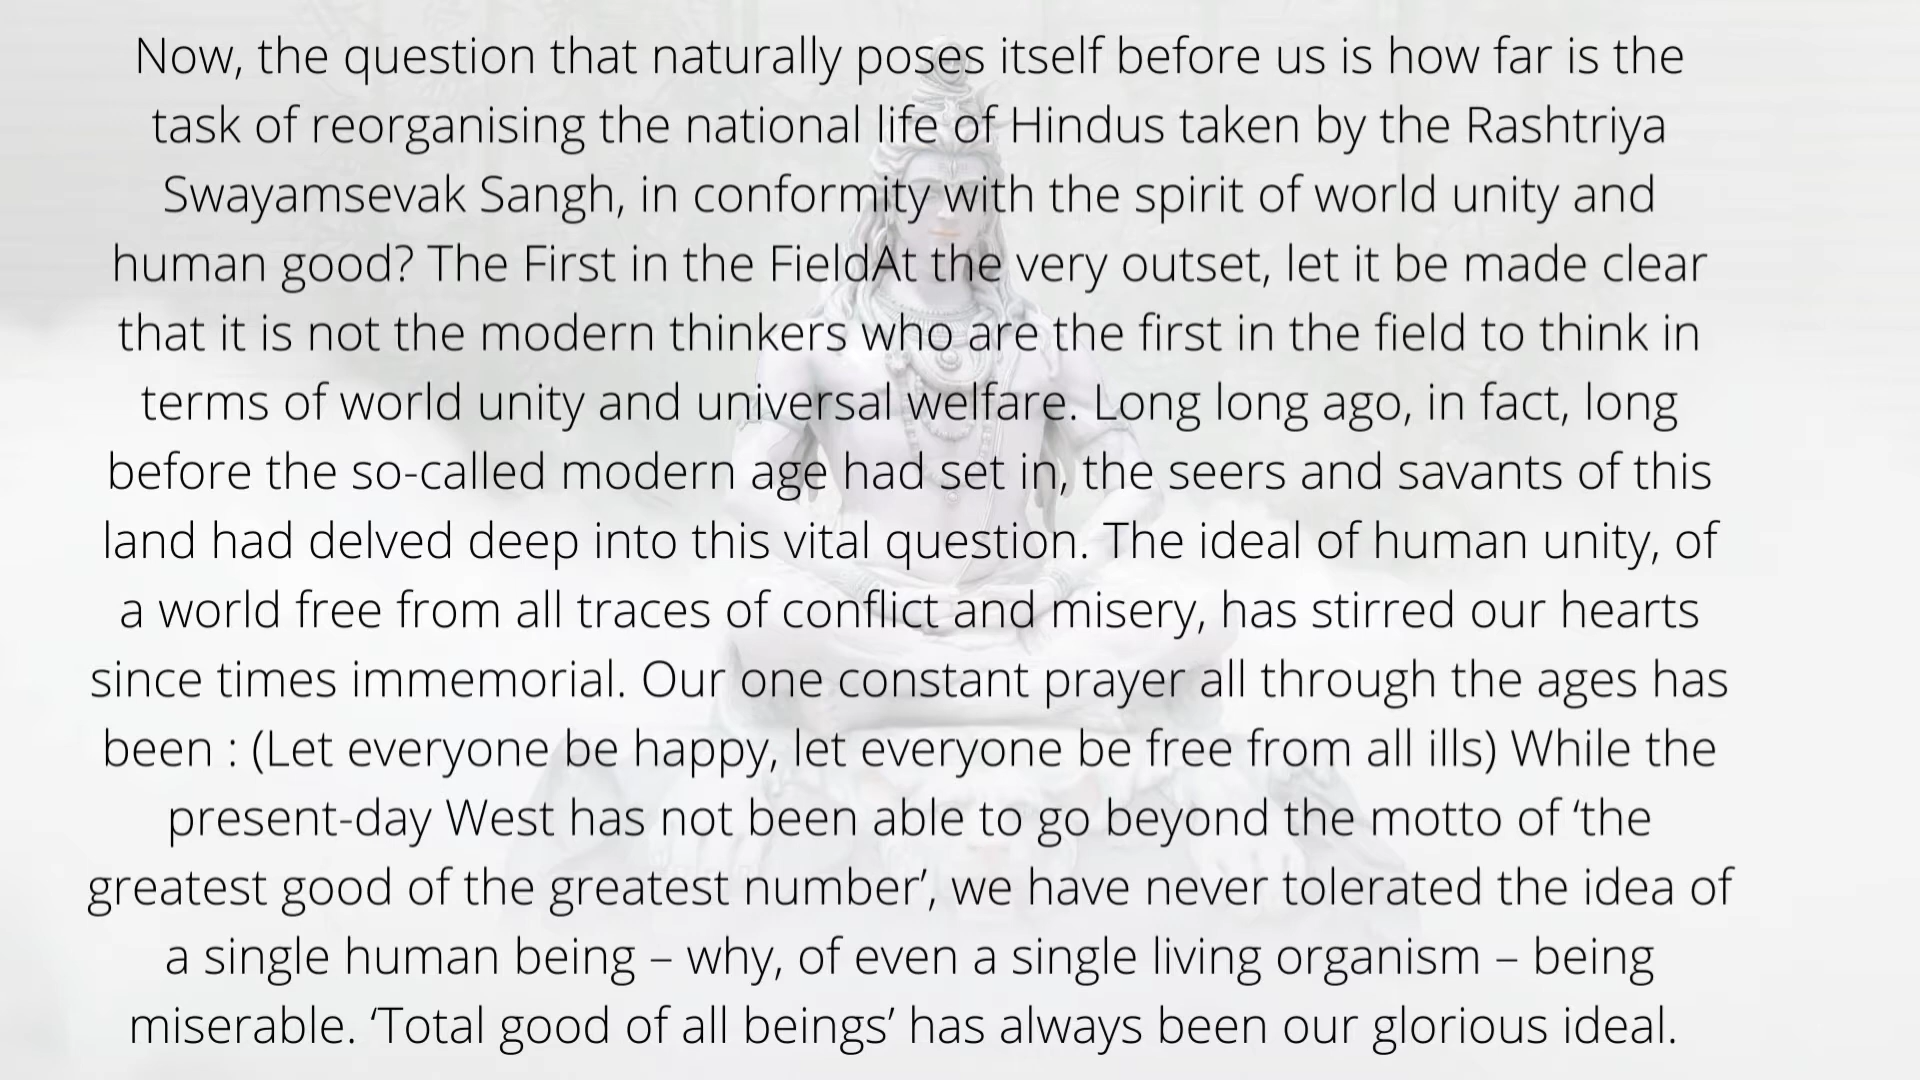 Now, the question that naturally poses itself before us is how far is the
task of reorganising the national life of Hindus taken by the Rashtriya
Swayamsevak Sangh, in conformity with the spirit of world unity and
human good? The First in the FieldAt the very outset, let it be made clear
that it is not the modern thinkers who are the first in the field to think in
terms of world unity and universal welfare. Long long ago, in fact, long
before the so-called modern age had set in, the seers and savants of this
land had delved deep into this vital question. The ideal of human unity, of
a world free from all traces of conflict and misery, has stirred our hearts
since times immemorial. Our one constant prayer all through the ages has
been : (Let everyone be happy, let everyone be free from all ills) While the
present-day West has not been able to go beyond the motto of ‘the
greatest good of the greatest number’, we have never tolerated the idea of
a single human being – why, of even a single living organism – being
miserable. ‘Total good of all beings’ has always been our glorious ideal.